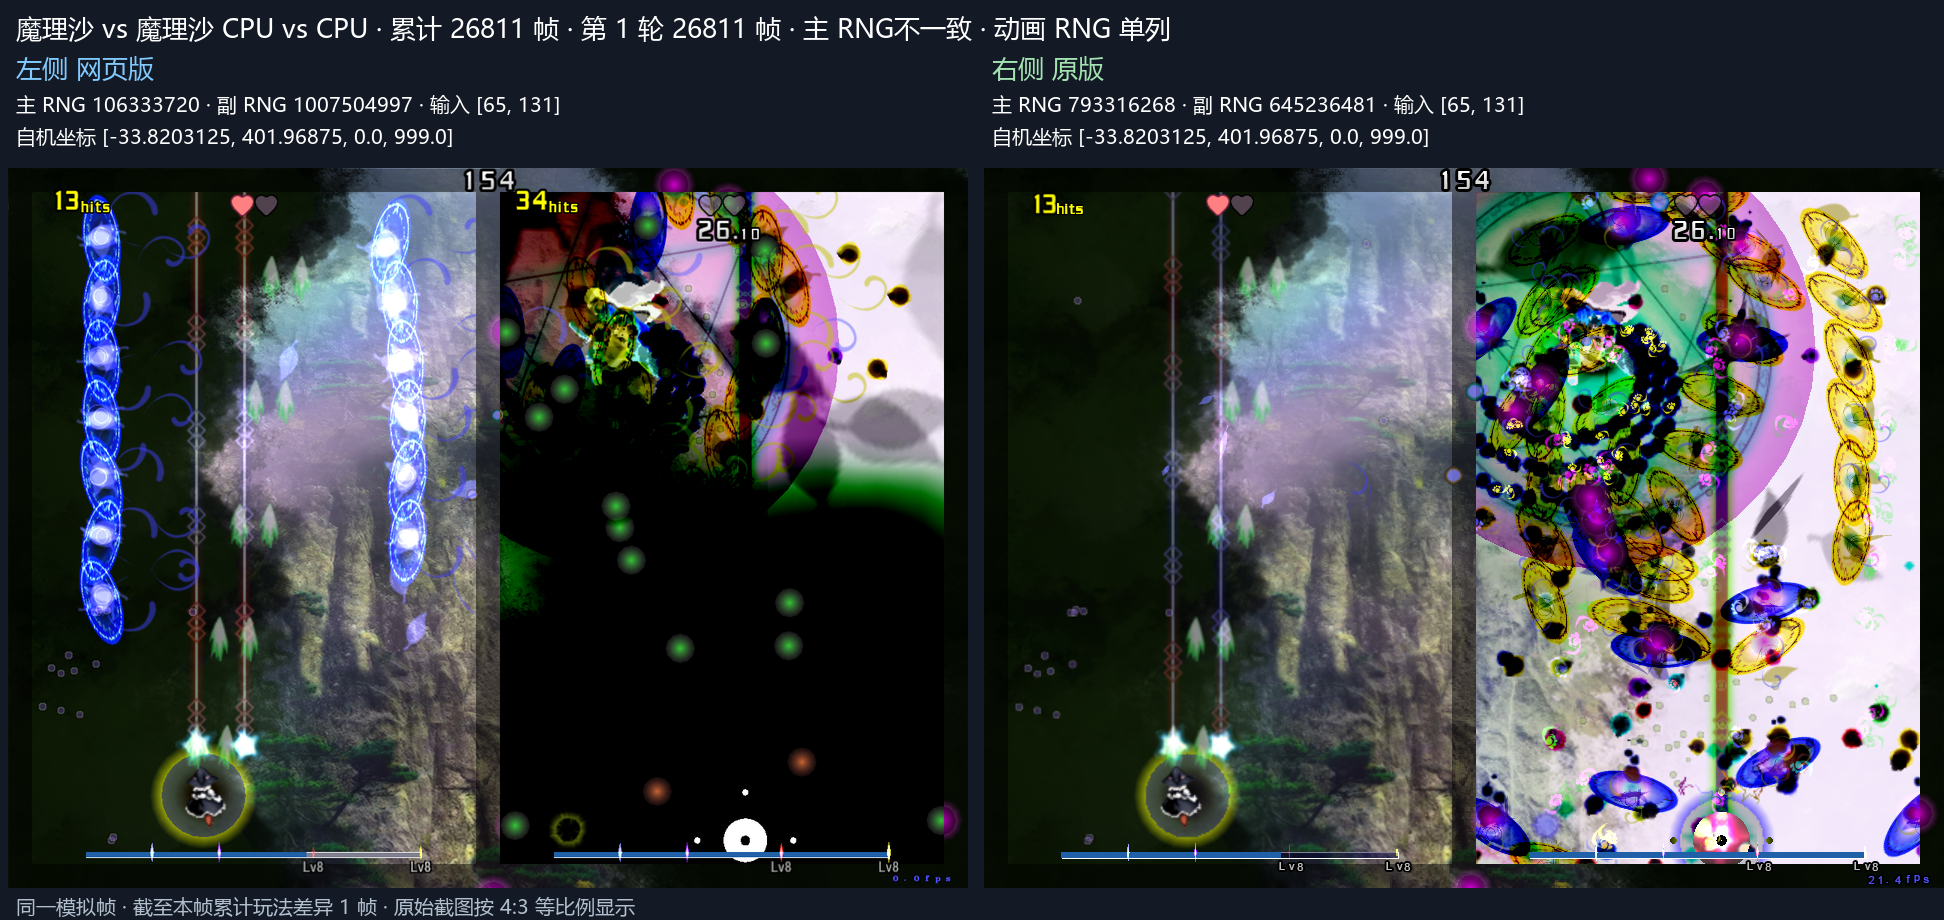 魔理沙 vs 魔理沙 CPU vs CPU · 累计 26811 帧 · 第 1 轮 26811 帧 · 主 RNG不一致 · 动画 RNG 单列
左侧 网页版
主 RNG 106333720 · 副 RNG 1007504997 · 输入 [65, 131]
自机坐标 [-33.8203125, 401.96875, 0.0, 999.0]
右侧 原版
主 RNG 793316268 · 副 RNG 645236481 · 输入 [65, 131]
自机坐标 [-33.8203125, 401.96875, 0.0, 999.0]
154
13hits
34hits
26.10
Lv8
Lv8
Lv8
Lv8
0.0fps
154
13hits
26.10
Lv8
Lv8
Lv8
Lv8
21.4fps
同一模拟帧 · 截至本帧累计玩法差异 1 帧 · 原始截图按 4:3 等比例显示